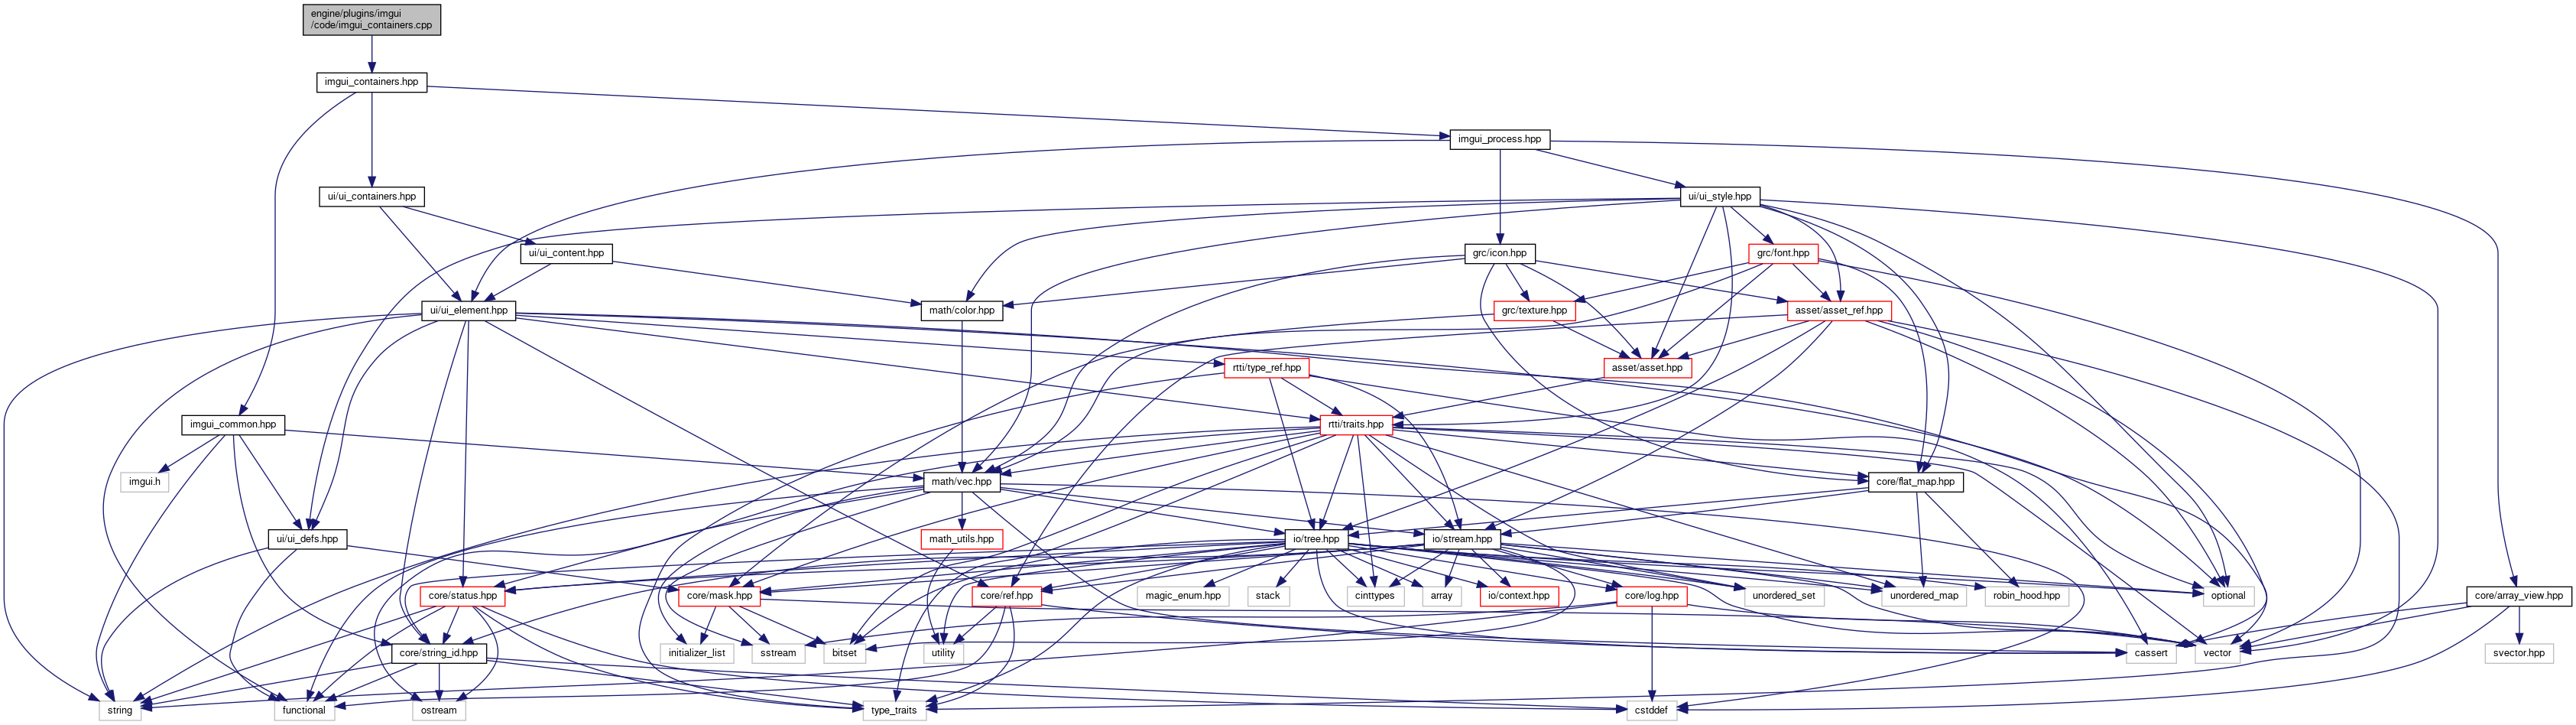 engine/plugins/imgui
/code/imgui_containers.cpp
imgui_containers.hpp
imgui_process.hpp
ui/ui_containers.hpp
ui/ui_style.hpp
ui/ui_content.hpp
grc/icon.hpp
grc/font.hpp
ui/ui_element.hpp
math/color.hpp
grc/texture.hpp
asset/asset_ref.hpp
rtti/type_ref.hpp
asset/asset.hpp
imgui_common.hpp
rtti/traits.hpp
imgui.h
math/vec.hpp
core/flat_map.hpp
ui/ui_defs.hpp
math_utils.hpp
io/tree.hpp
io/stream.hpp
core/status.hpp
core/mask.hpp
core/ref.hpp
magic_enum.hpp
stack
cinttypes
array
io/context.hpp
core/log.hpp
unordered_set
unordered_map
robin_hood.hpp
optional
core/array_view.hpp
core/string_id.hpp
initializer_list
sstream
bitset
utility
cassert
vector
svector.hpp
string
functional
ostream
type_traits
cstddef